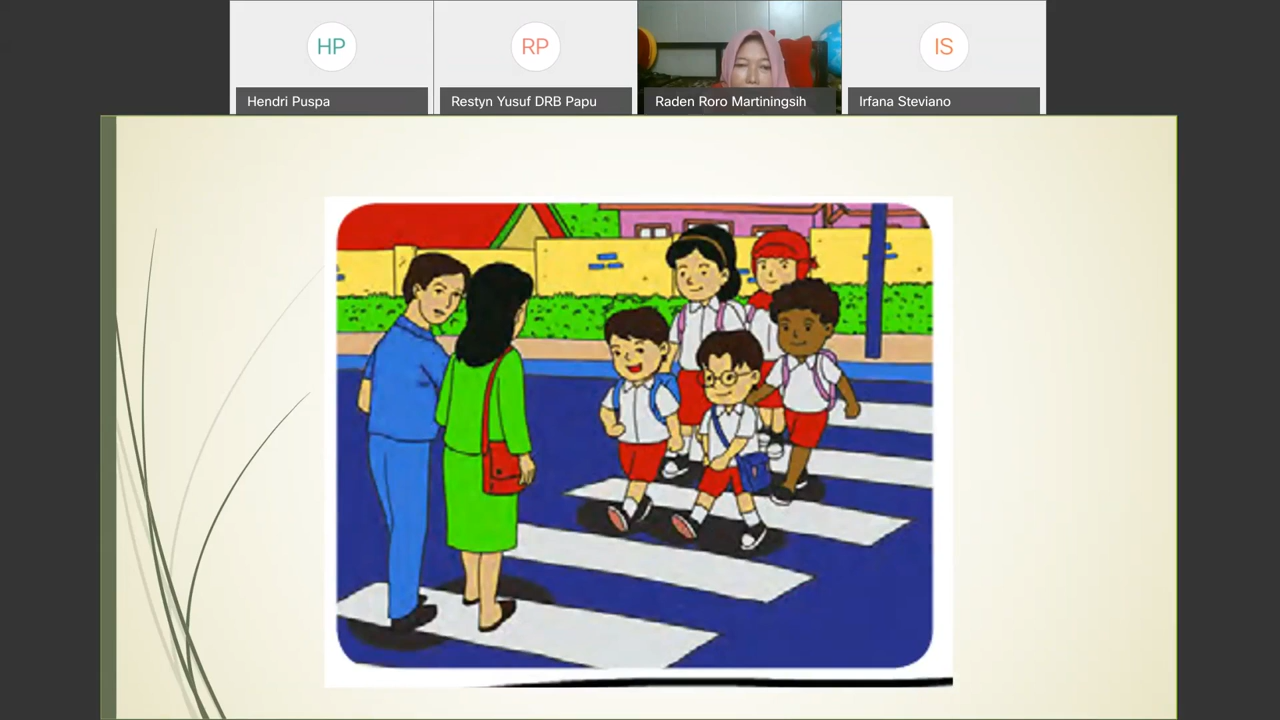 HP
Hendri Puspa
RP
Restyn Yusuf DRB Papu
Raden Roro Martiningsih
IS
Irfana Steviano